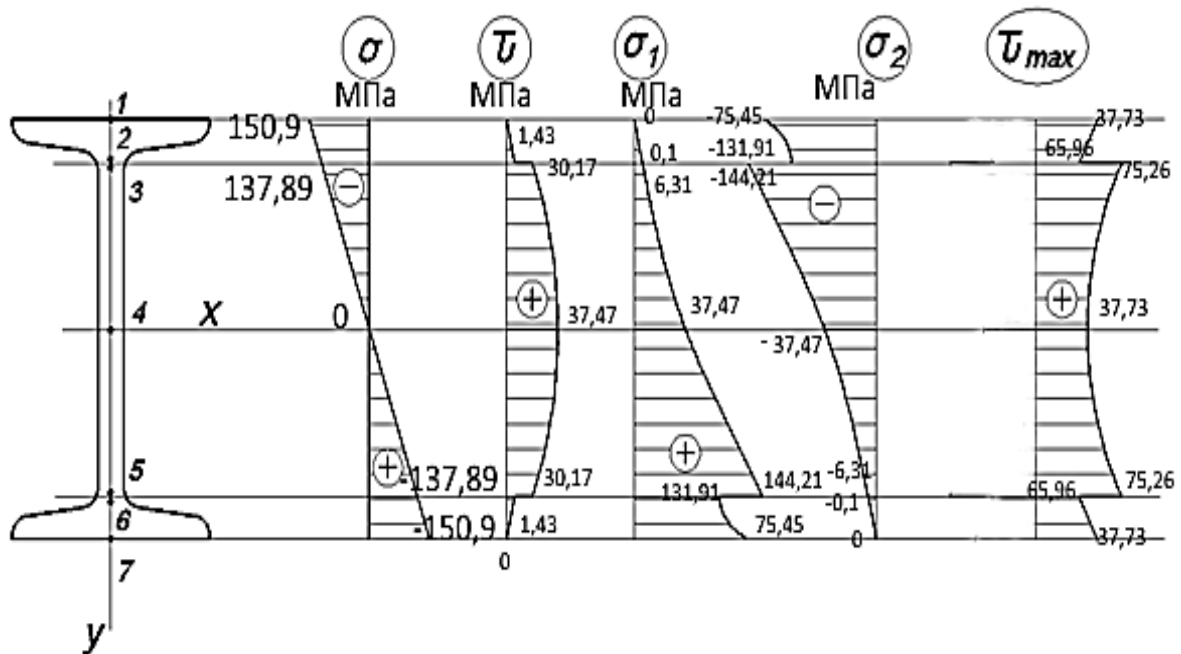 σ τ σ1 σ2 τmax
МПа МПа МПа МПа
1 150,9 0 -75,45 37,73
2 1,43 0,1 -131,91 65,96
3 137,89 − 30,17 6,31 -144,21 − 75,26
+ +
4 x 0 37,47 37,47 - 37,47 37,73
+ +
5 -137,89 30,17 131,91 144,21 -6,31 65,96 75,26
6 -150,9 1,43 75,45 -0,1 37,73
7 0 0
y